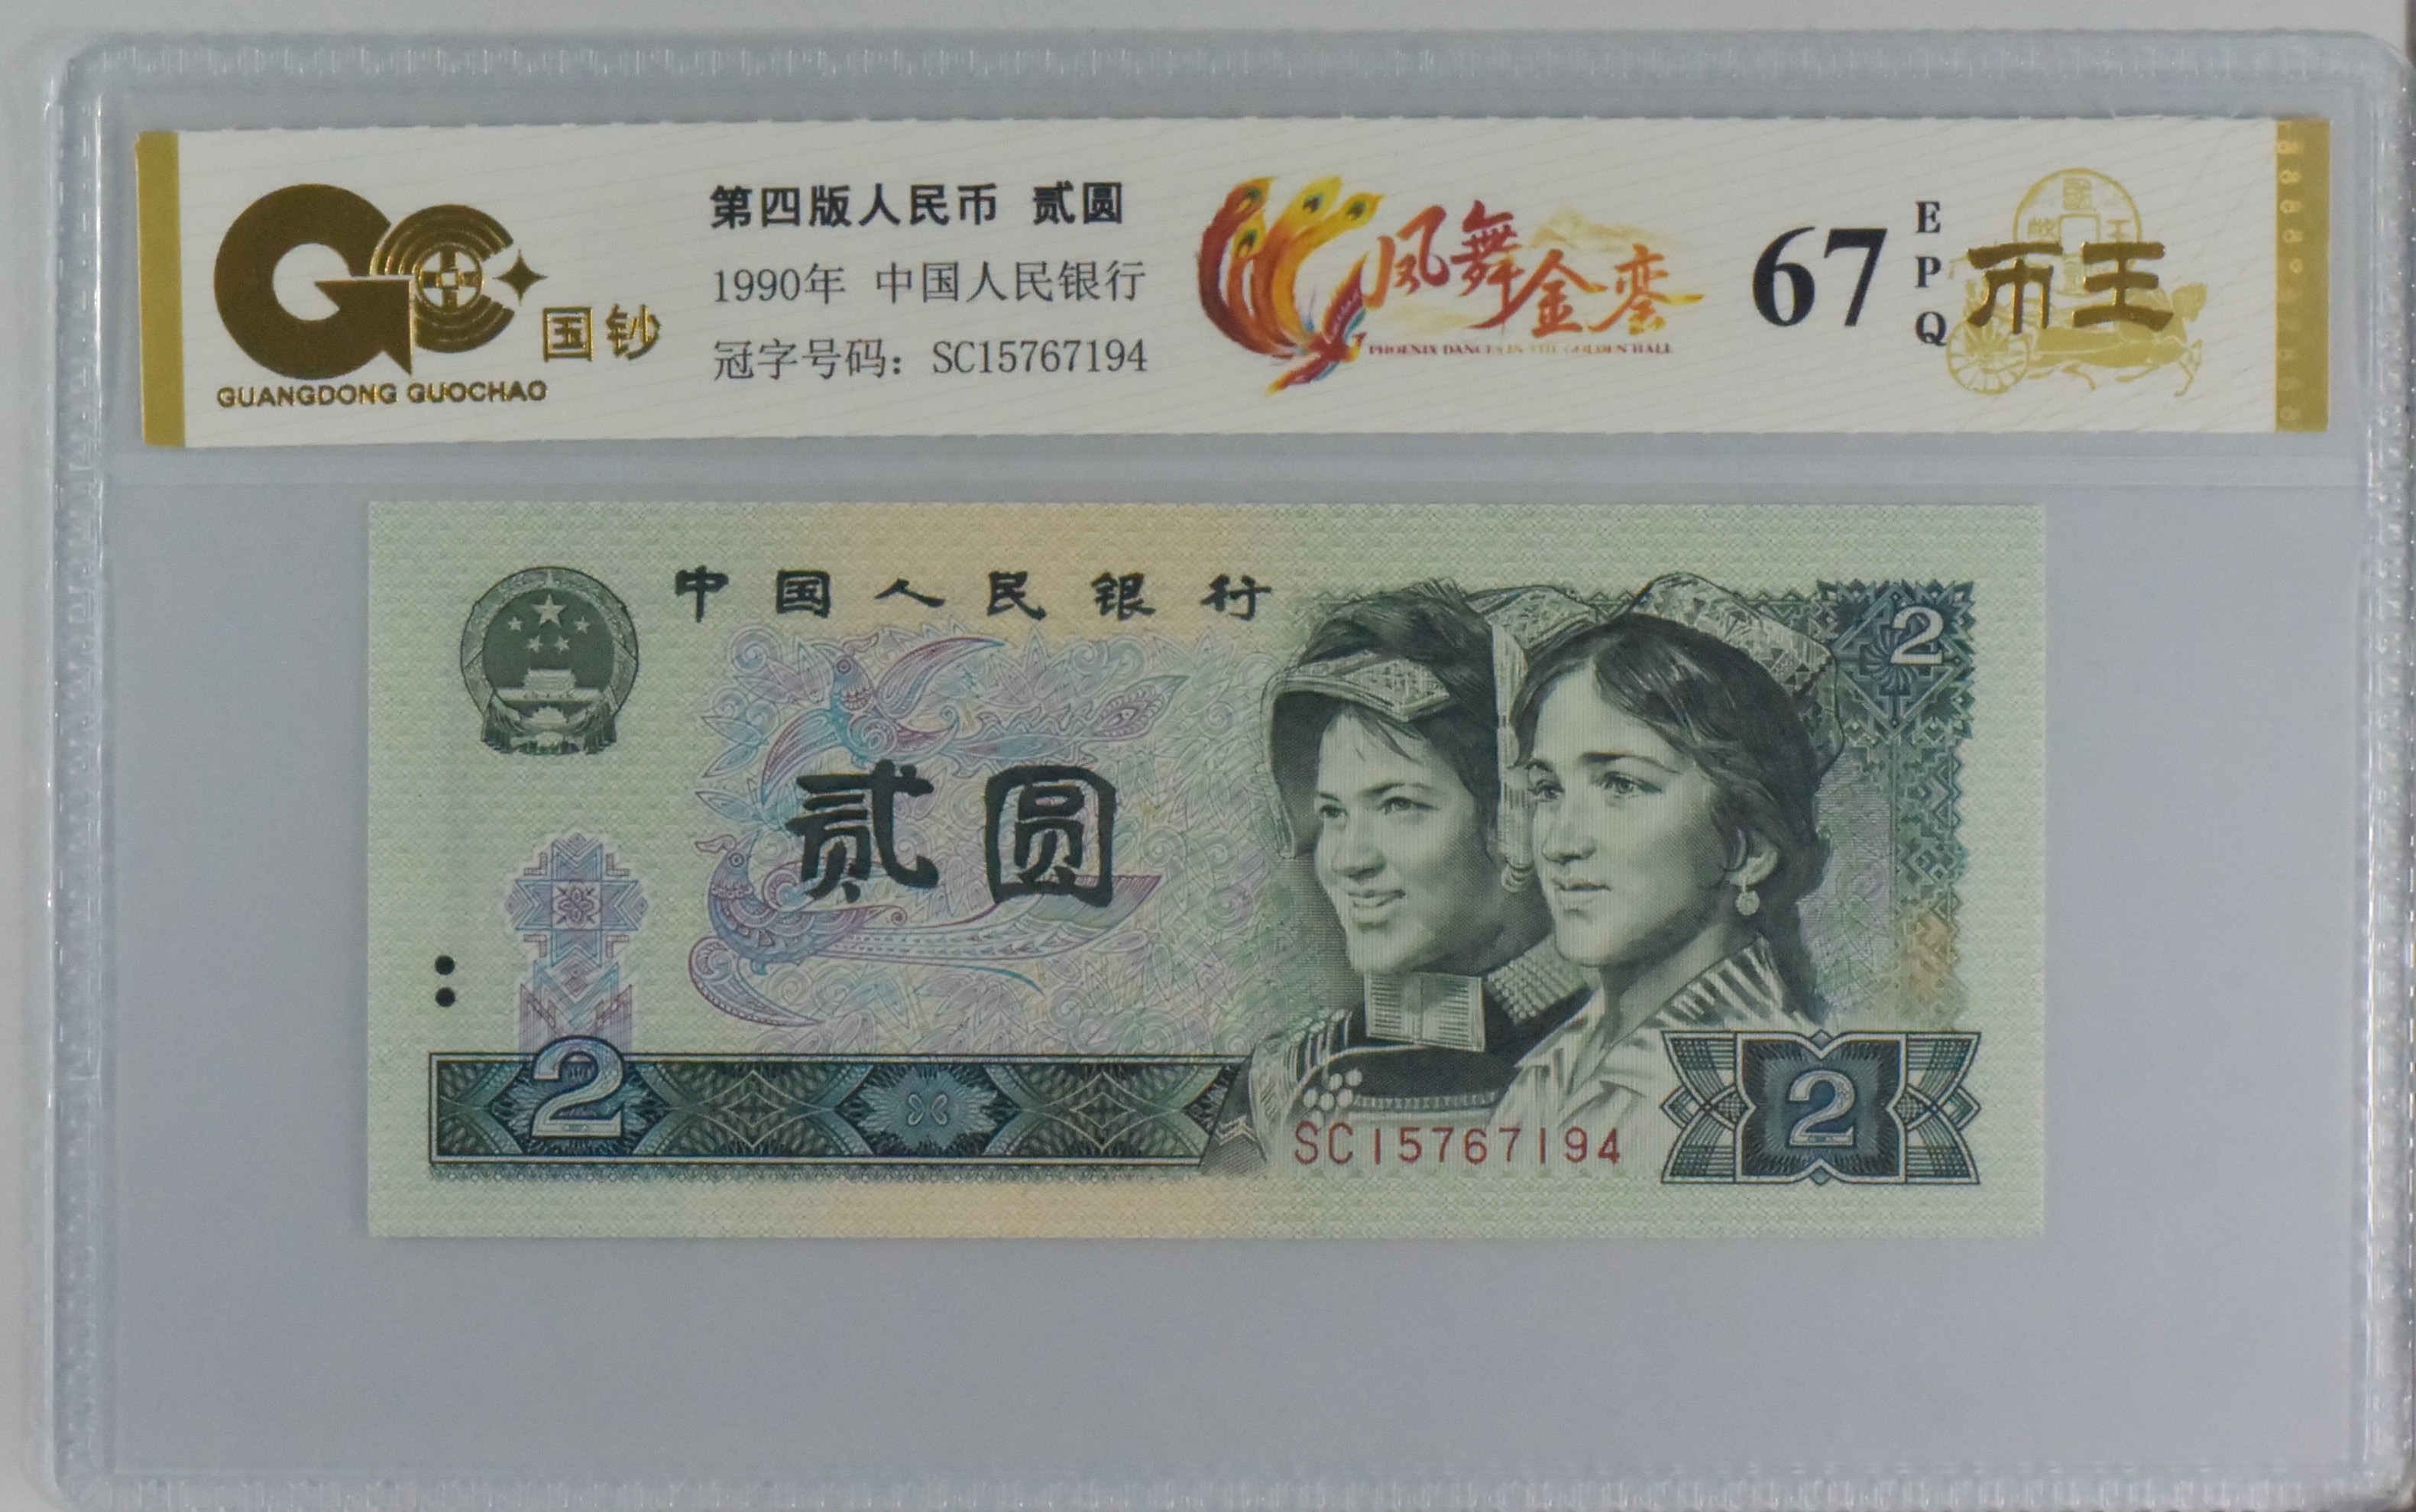 国钞
GUANGDONG GUOCHAO
第四版人民币 贰圆
1990年 中国人民银行
冠字号码：SC15767194
凤舞金銮
PHOENIX DANCES IN THE GOLDEN HALL
67
E
P
Q
币王
中国人民银行
2
贰圆
2
SC15767194
2